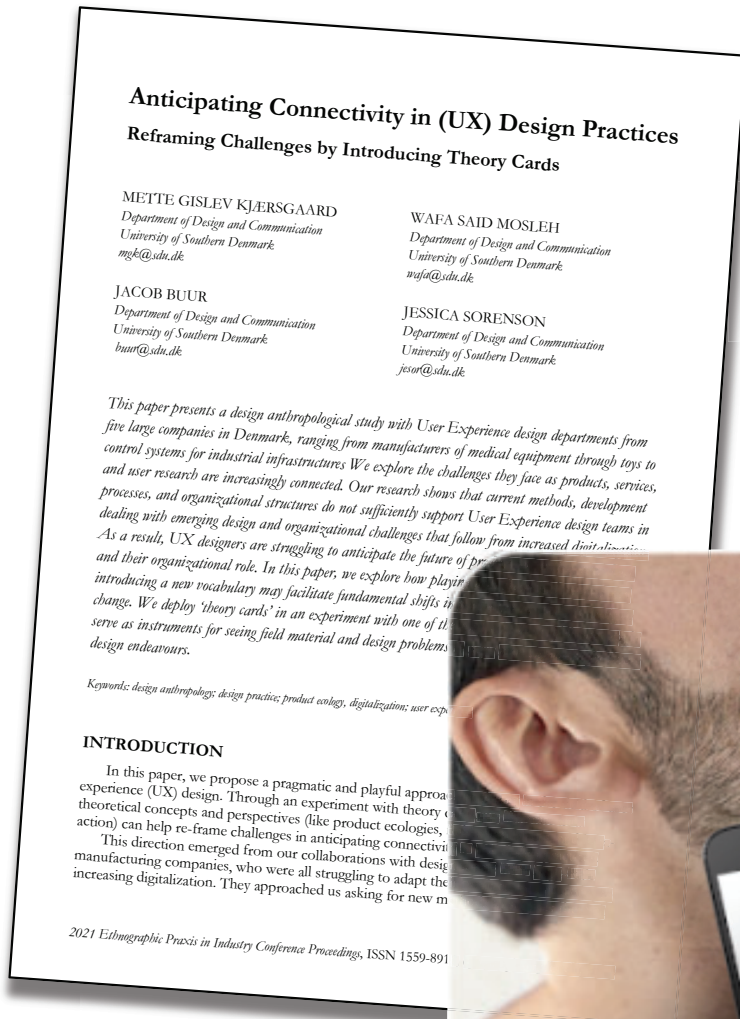 Anticipating Connectivity in (UX) Design Practices
Reframing Challenges by Introducing Theory Cards
METTE GISLEV KJÆRSGAARD
Department of Design and Communication
University of Southern Denmark
mgk@sdu.dk
WAFA SAID MOSLEH
Department of Design and Communication
University of Southern Denmark
wafa@sdu.dk
JACOB BUUR
Department of Design and Communication
University of Southern Denmark
buur@sdu.dk
JESSICA SORENSON
Department of Design and Communication
University of Southern Denmark
jesor@sdu.dk
This paper presents a design anthropological study with User Experience design departments from
five large companies in Denmark, ranging from manufacturers of medical equipment through toys to
control systems for industrial infrastructures We explore the challenges they face as products, services,
and user research are increasingly connected. Our research shows that current methods, development
processes, and organizational structures do not sufficiently support User Experience design teams in
dealing with emerging design and organizational challenges that follow from increased digitalization.
As a result, UX designers are struggling to anticipate the future of
and their organizational role. In this paper, we explore how
introducing a new vocabulary may facilitate fundamental shifts
change. We deploy ‘theory cards’ in an experiment with one of
serve as instruments for seeing field material and design problems
design endeavours.
Keywords: design anthropology; design practice; product ecology, digitalization; user
INTRODUCTION
In this paper, we propose a pragmatic and playful
experience (UX) design. Through an experiment with theory
theoretical concepts and perspectives (like product ecologies,
action) can help re-frame challenges in anticipating
This direction emerged from our collaborations with
manufacturing companies, who were all struggling to adapt
increasing digitalization. They approached us asking for new
2021 Ethnographic Praxis in Industry Conference Proceedings, ISSN 1559-891